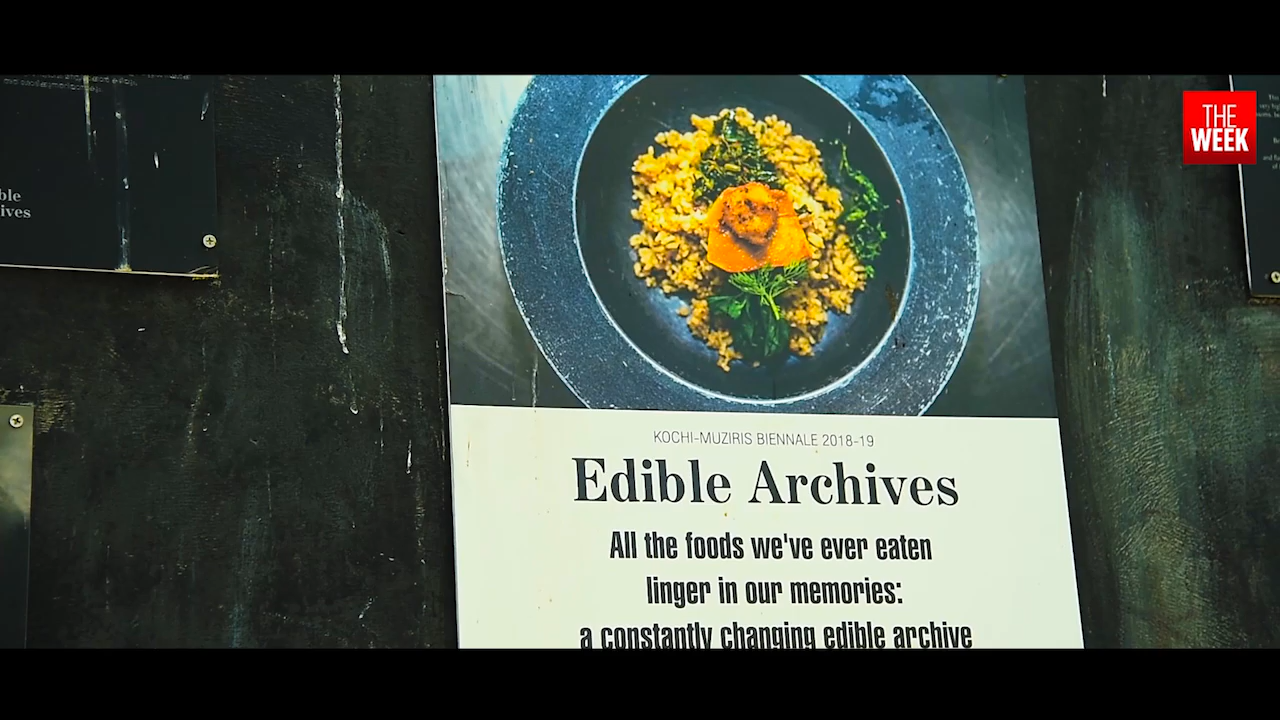 THE
WEEK
KOCHI-MUZIRIS BIENNALE 2018-19
Edible Archives
All the foods we've ever eaten
linger in our memories:
a constantly changing edible archive